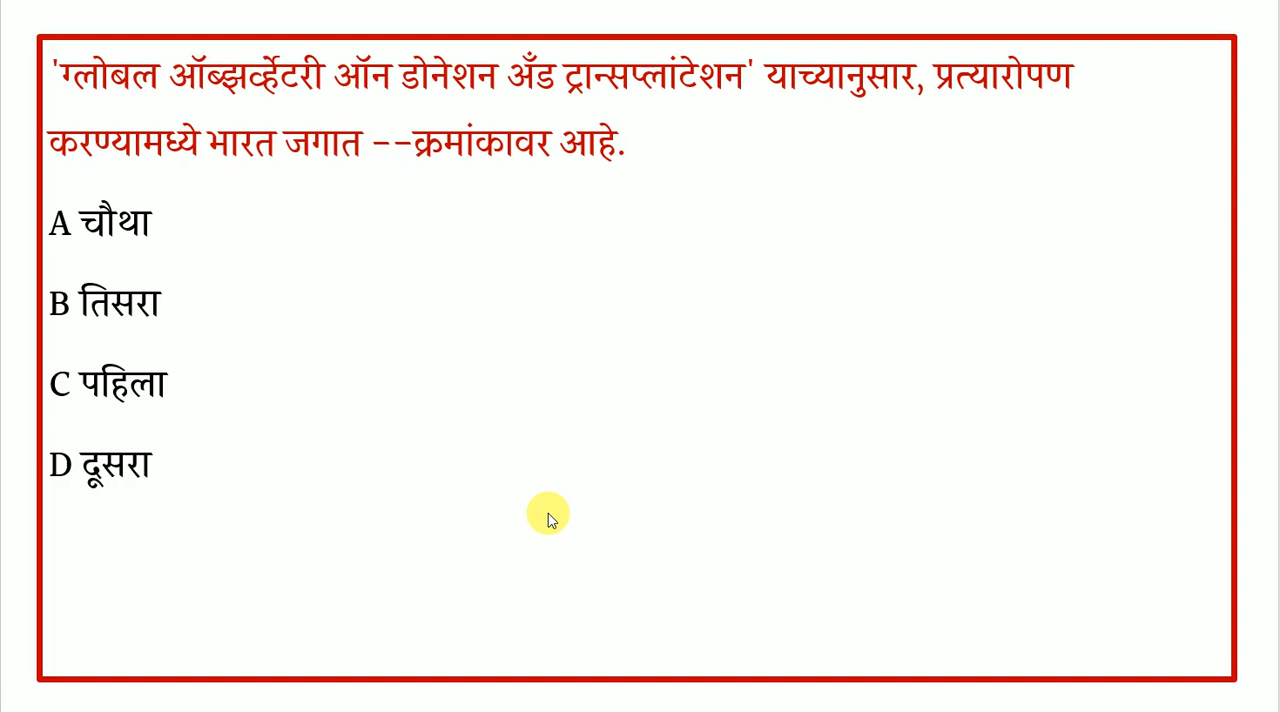 'ग्लोबल ऑब्झर्व्हेटरी ऑन डोनेशन अँड ट्रान्सप्लांटेशन' याच्यानुसार, प्रत्यारोपण
करण्यामध्ये भारत जगात --क्रमांकावर आहे.
A चौथा
B तिसरा
C पहिला
D दूसरा